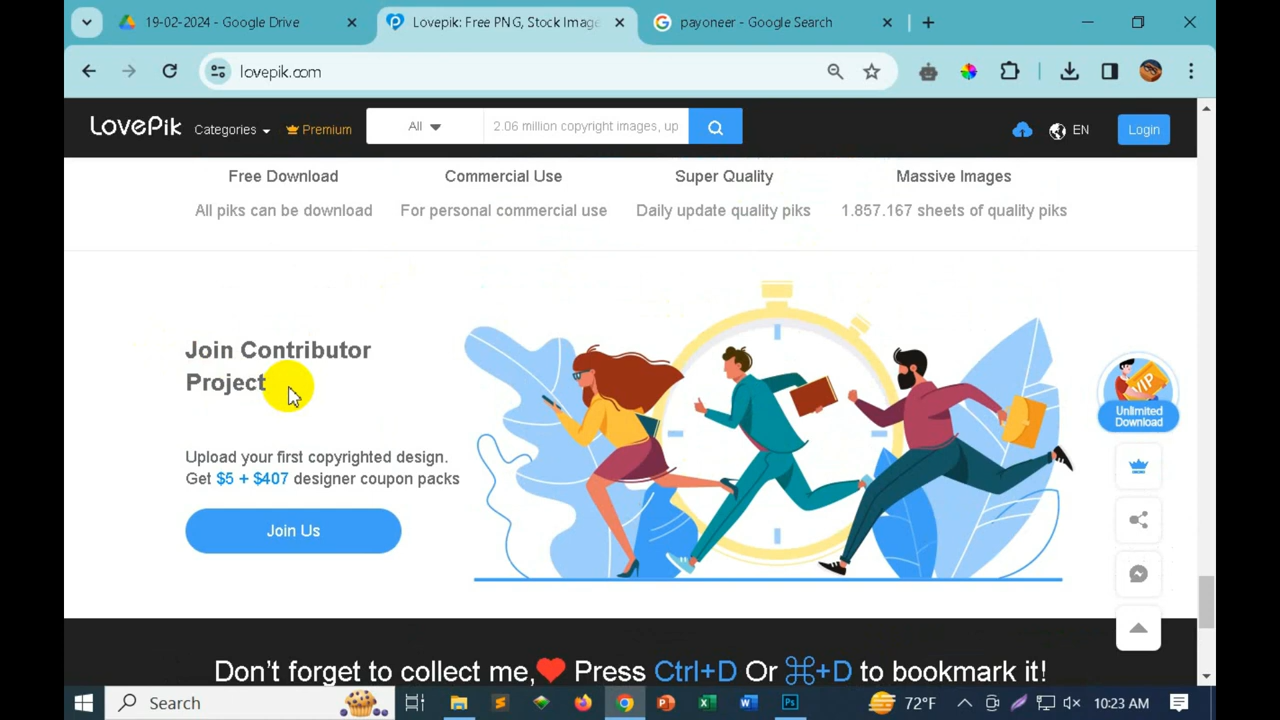 19-02-2024 - Google Drive
Lovepik: Free PNG, Stock Image
payoneer - Google Search
lovepik.com
LovePik
Categories
Premium
All
2.06 million copyright images, up
EN
Login
Free Download
Commercial Use
Super Quality
Massive Images
All piks can be download
For personal commercial use
Daily update quality piks
1.857.167 sheets of quality piks
Join Contributor
Project
Upload your first copyrighted design.
Get $5 + $407 designer coupon packs
Join Us
VIP
Unlimited
Download
Don't forget to collect me,❤ Press Ctrl+D Or ⌘+D to bookmark it!
Search
72°F
10:23 AM